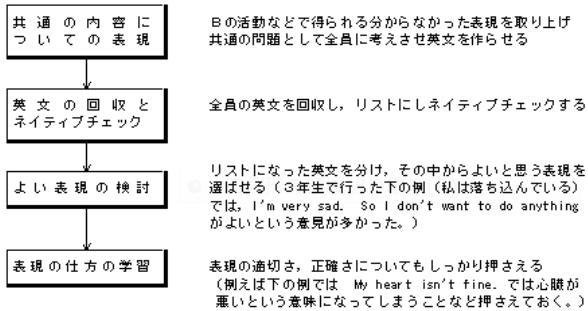 共通の内容に
ついての表現
Ｂの活動などで得られる分からなかった表現を取り上げ
共通の問題として全員に考えさせ英文を作らせる
英文の回収と
ネイティブチェック
全員の英文を回収し，リストにしネイティブチェックする
よい表現の検討
リストになった英文を分け，その中からよいと思う表現を
選ばせる（３年生で行った下の例（私は落ち込んでいる）
では，I'm very sad. So I don't want to do anything
がよいという意見が多かった。）
表現の仕方の学習
表現の適切さ，正確さについてもしっかり押さえる
（例えば下の例では My heart isn't fine. では心臓が
悪いという意味になってしまうことなど押さえておく。）